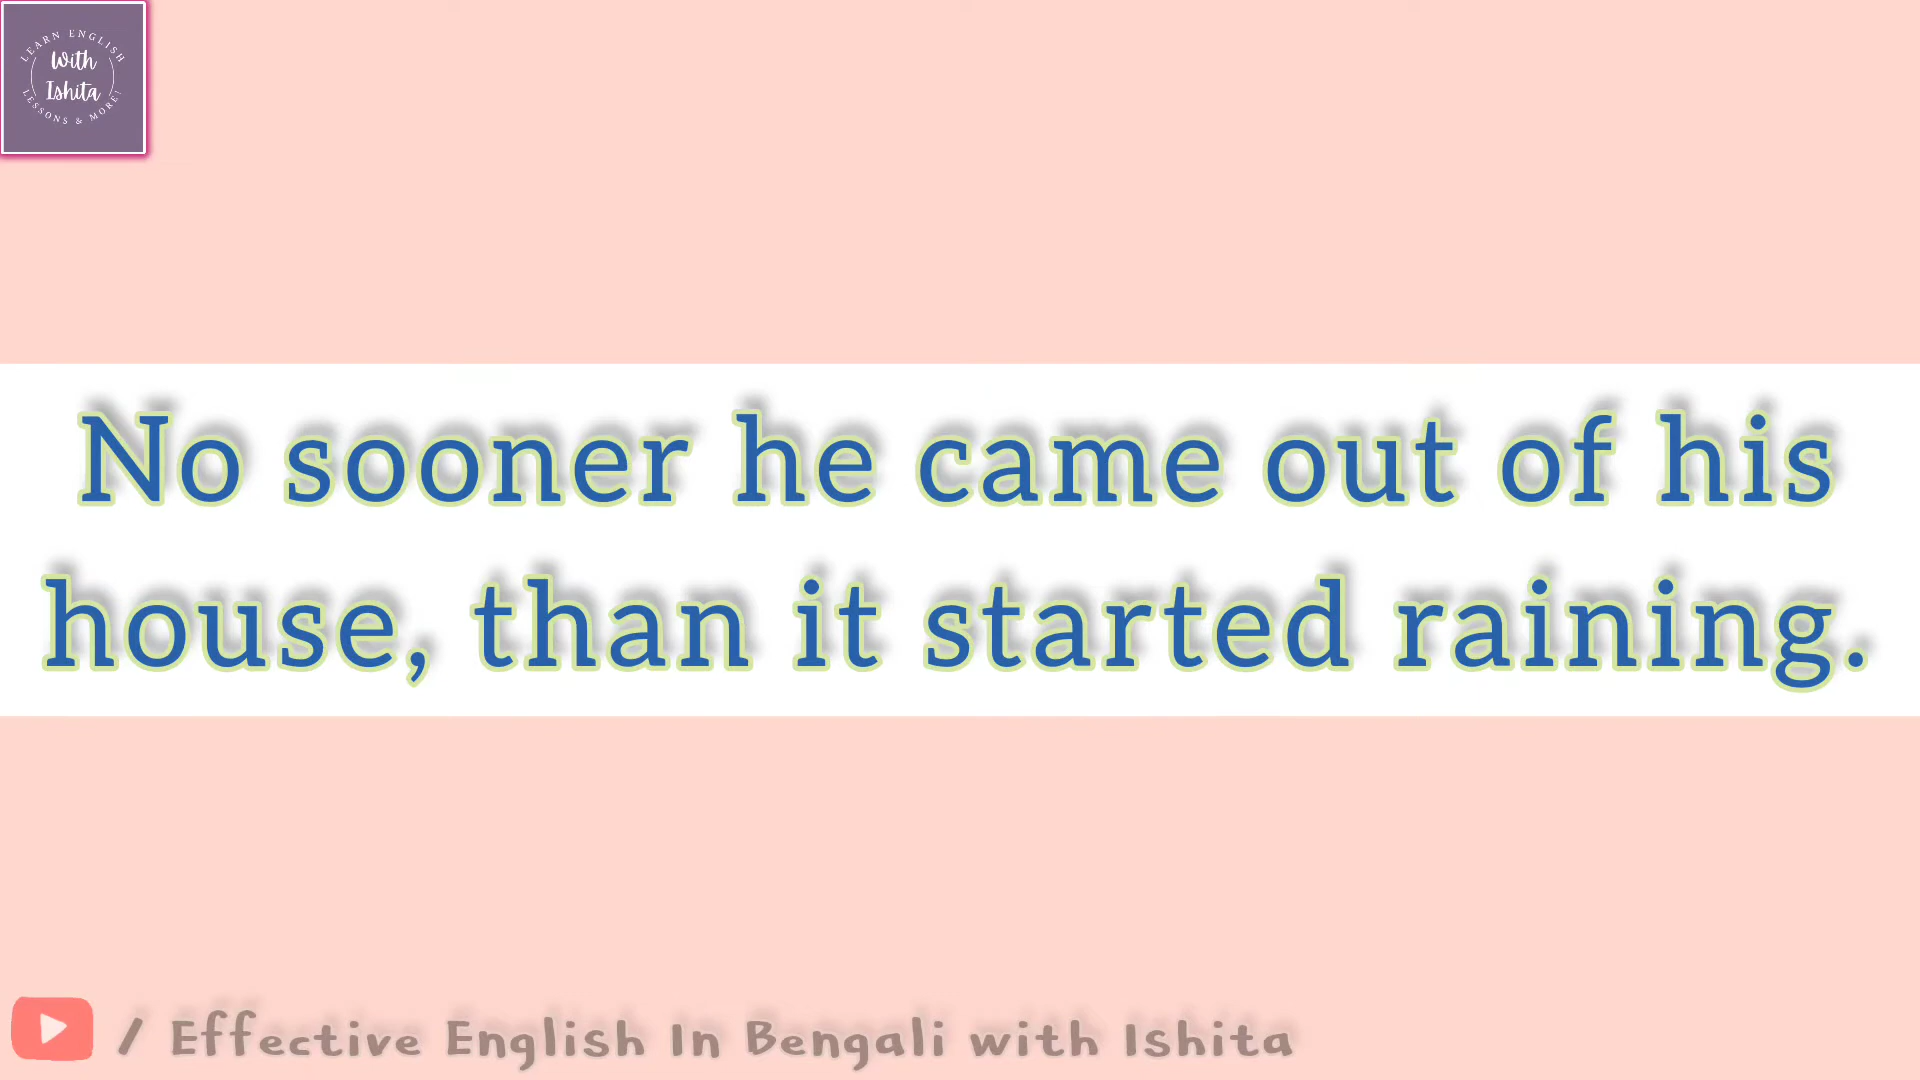 LEARN ENGLISH
With
Ishita
LESSONS & MORE!
No sooner he came out of his
house, than it started raining.
/ Effective English In Bengali with Ishita